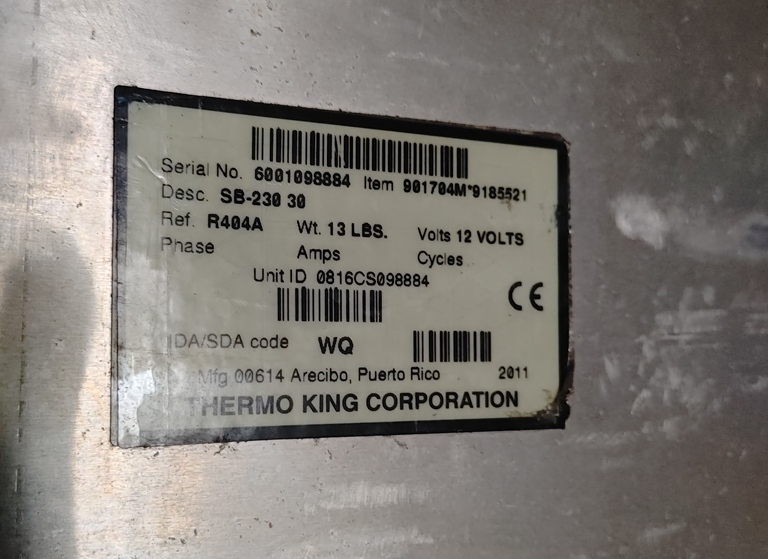 Serial No. 6001098884 Item 901704M*9185521
Desc. SB-230 30
Ref. R404A Wt. 13 LBS. Volts 12 VOLTS
Phase Amps Cycles
Unit ID 0816CS098884
CE
IDA/SDA code WQ
Mfg 00614 Arecibo, Puerto Rico 2011
THERMO KING CORPORATION